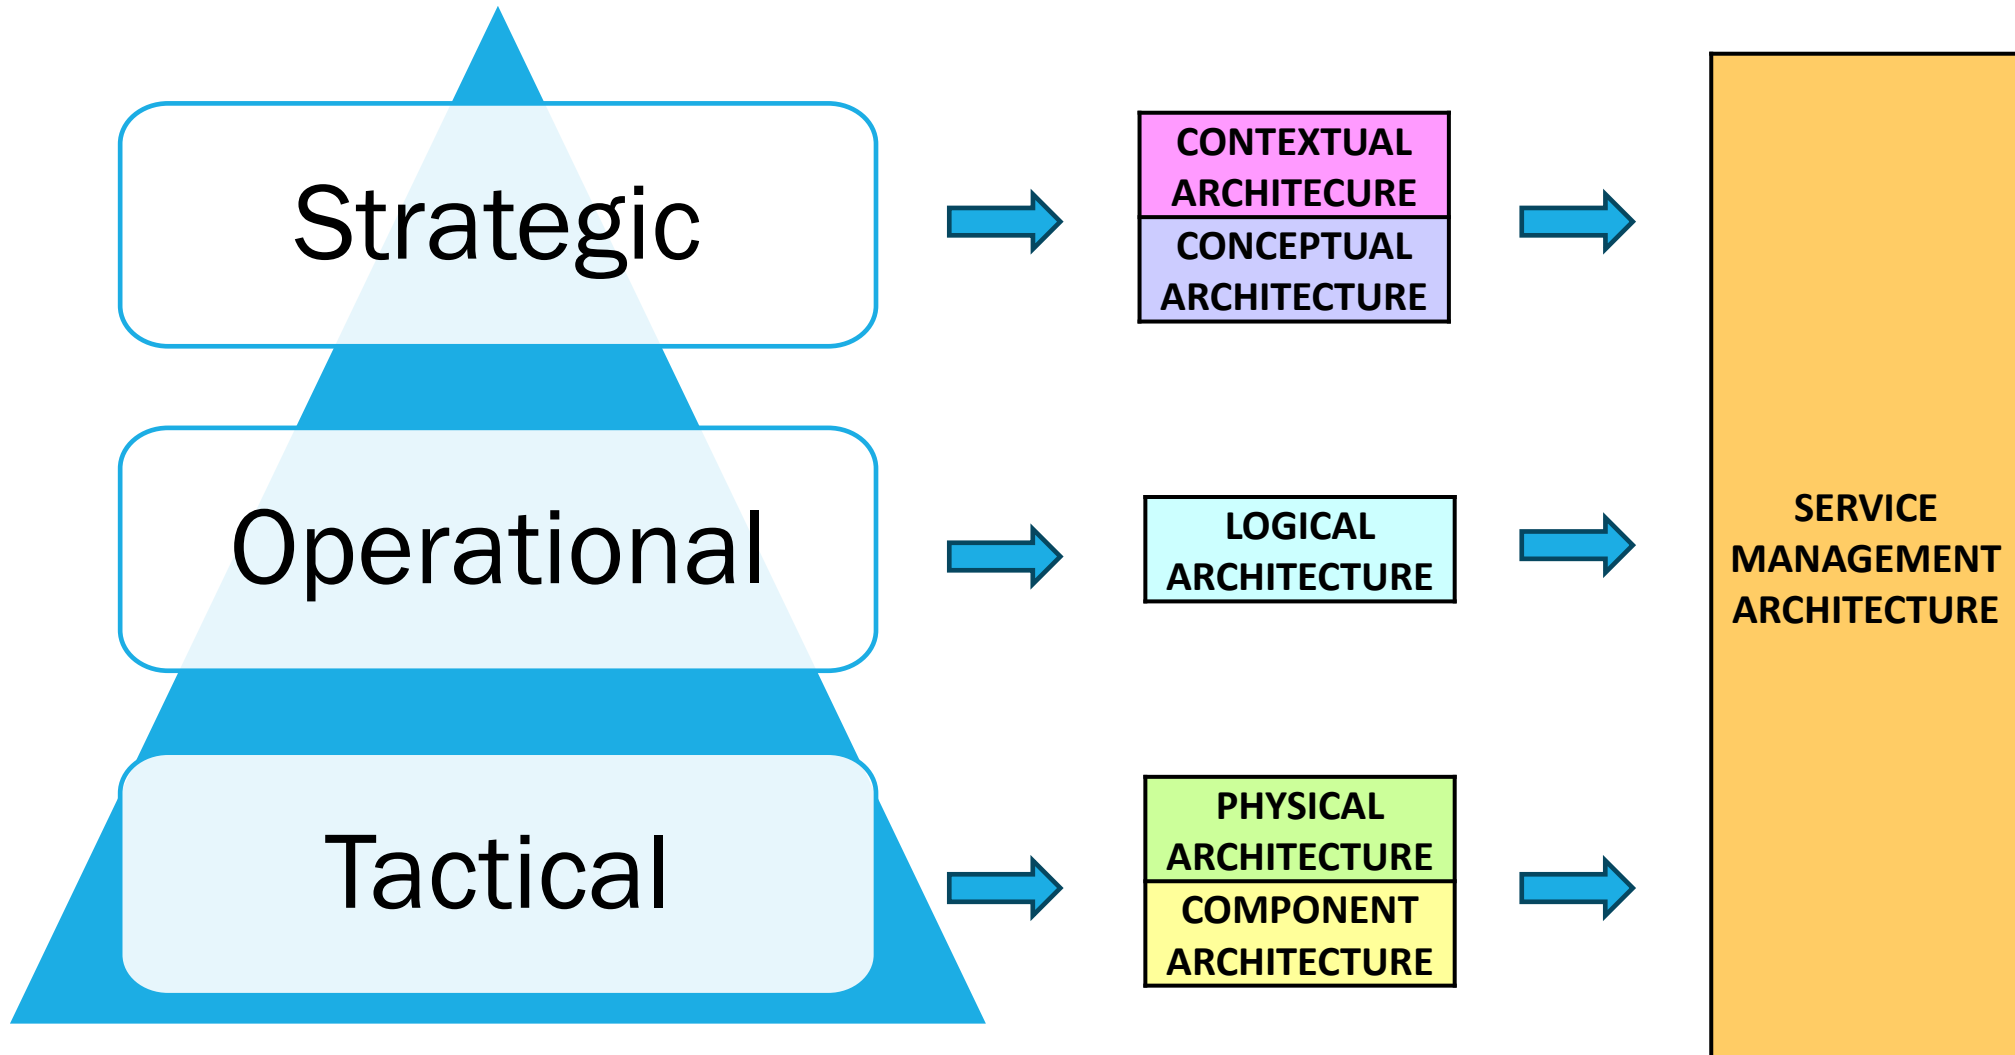 Strategic
CONTEXTUAL
ARCHITECURE
CONCEPTUAL
ARCHITECTURE
Operational
LOGICAL
ARCHITECTURE
SERVICE
MANAGEMENT
ARCHITECTURE
Tactical
PHYSICAL
ARCHITECTURE
COMPONENT
ARCHITECTURE